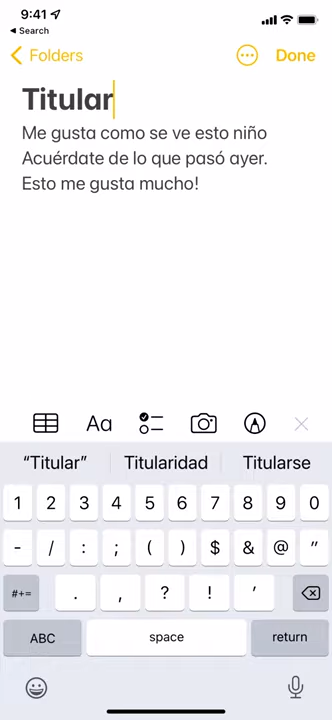 9:41
Search
Folders
Done
Titular
Me gusta como se ve esto niño
Acuérdate de lo que pasó ayer.
Esto me gusta mucho!
Aa
“Titular” Titularidad Titularse
1 2 3 4 5 6 7 8 9 0
- / : ; ( ) $ & @ ”
#+= . , ? ! ’
ABC space return